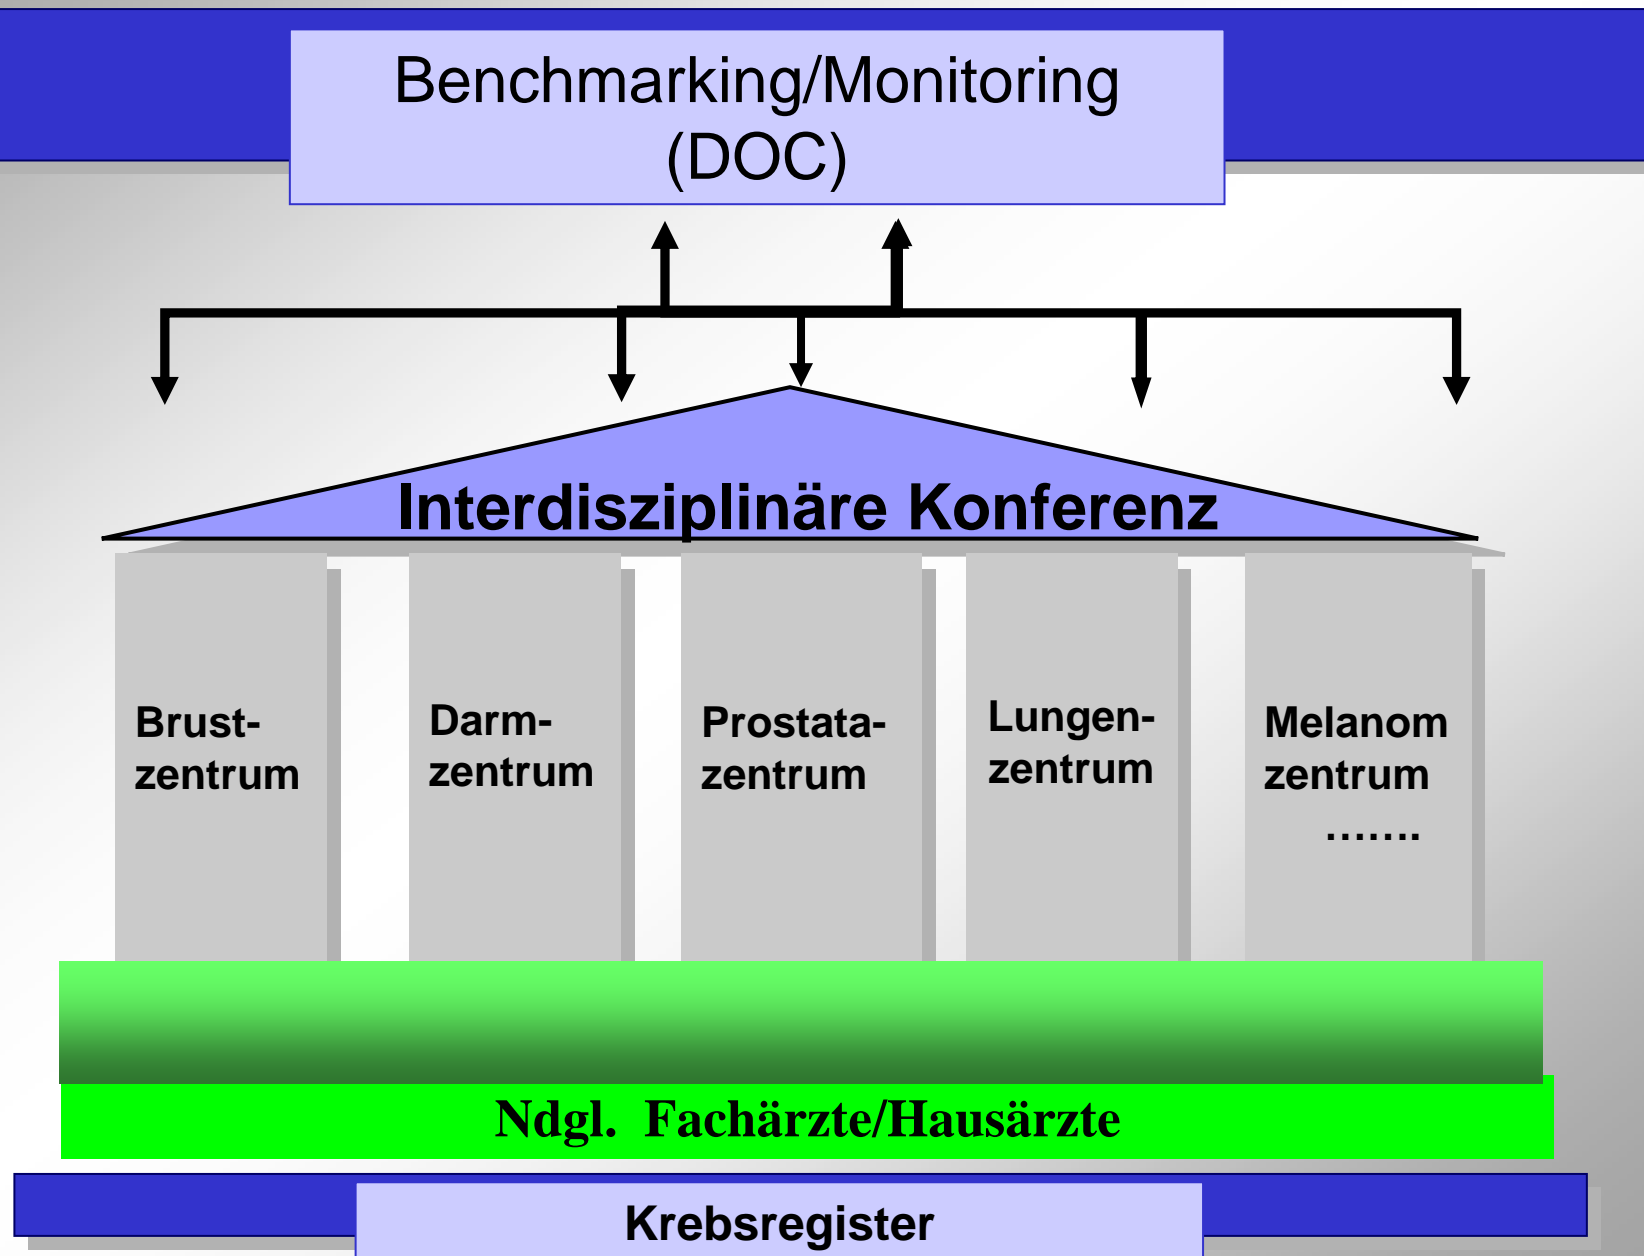 Benchmarking/Monitoring
(DOC)
Interdisziplinäre Konferenz
Brust-
zentrum
Darm-
zentrum
Prostata-
zentrum
Lungen-
zentrum
Melanom
zentrum
…….
Ndgl. Fachärzte/Hausärzte
Krebsregister